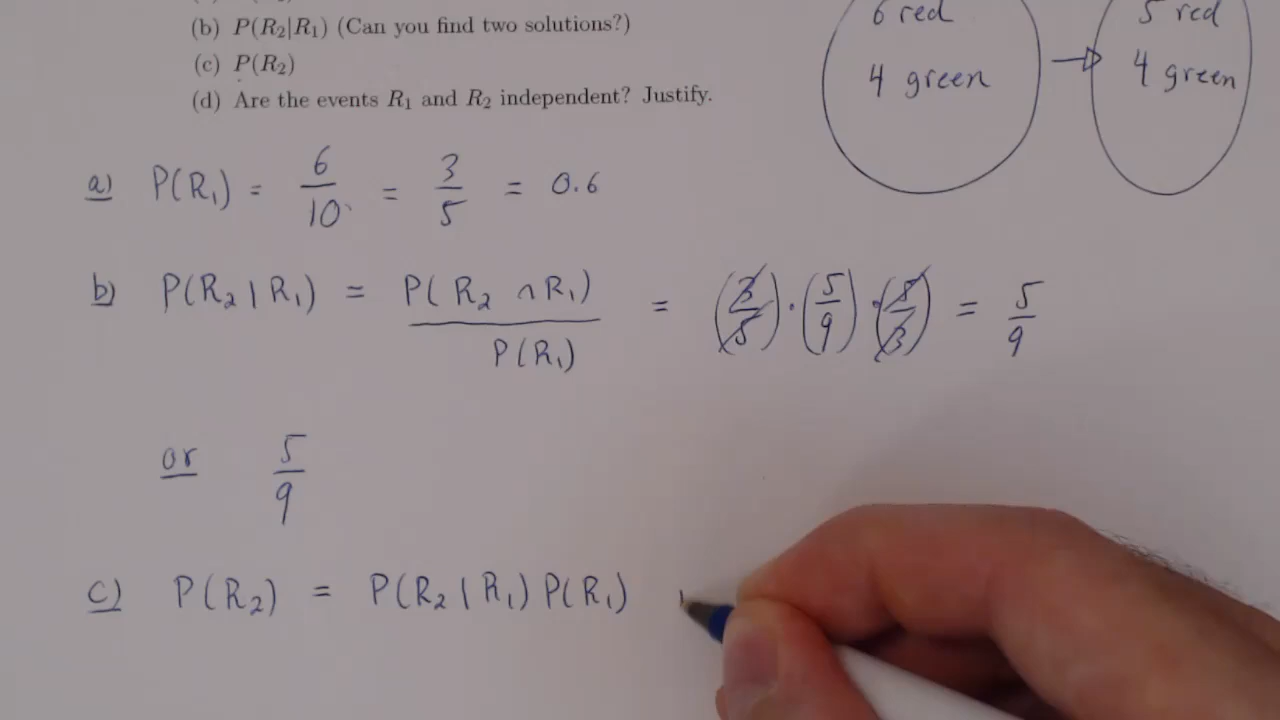 (b) P(R₂|R₁) (Can you find two solutions?)
(c) P(R₂)
(d) Are the events R₁ and R₂ independent? Justify.
6 red
4 green
5 red
4 green
a) P(R₁) = 6/10 = 3/5 = 0.6
b) P(R₂ | R₁) = P(R₂ ∩ R₁) / P(R₁) = (3/5) · (5/9) · (5/3) = 5/9
or 5/9
c) P(R₂) = P(R₂ | R₁) P(R₁)